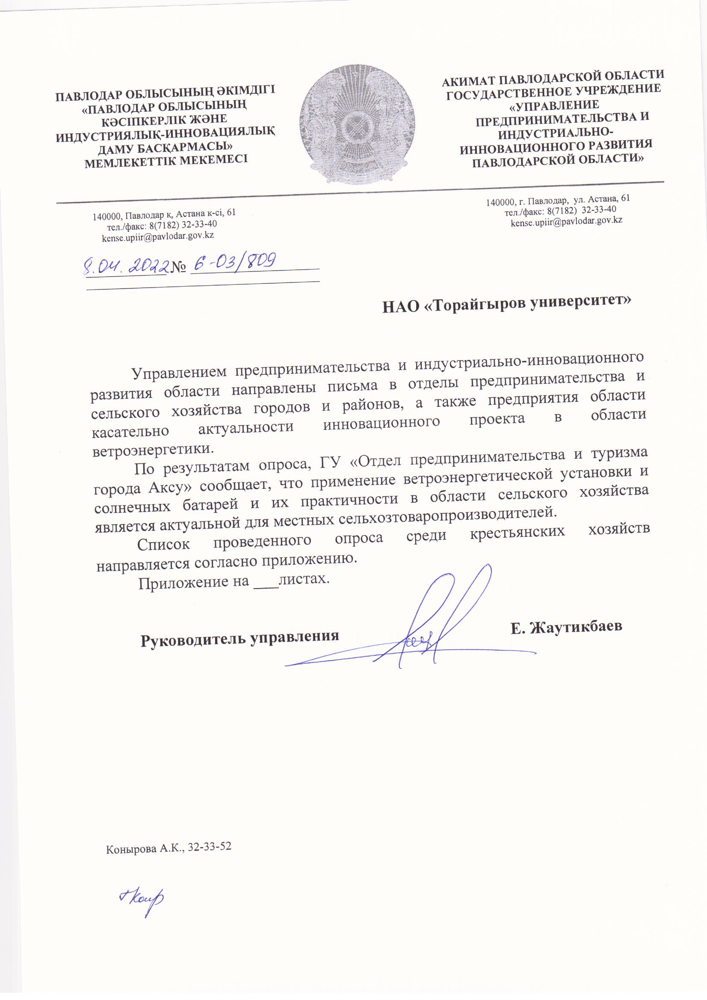 ПАВЛОДАР ОБЛЫСЫНЫҢ ӘКІМДІГІ
«ПАВЛОДАР ОБЛЫСЫНЫҢ
КӘСІПКЕРЛІК ЖӘНЕ
ИНДУСТРИЯЛЫҚ-ИННОВАЦИЯЛЫҚ
ДАМУ БАСҚАРМАСЫ»
МЕМЛЕКЕТТІК МЕКЕМЕСІ
АКИМАТ ПАВЛОДАРСКОЙ ОБЛАСТИ
ГОСУДАРСТВЕННОЕ УЧРЕЖДЕНИЕ
«УПРАВЛЕНИЕ
ПРЕДПРИНИМАТЕЛЬСТВА И
ИНДУСТРИАЛЬНО-
ИННОВАЦИОННОГО РАЗВИТИЯ
ПАВЛОДАРСКОЙ ОБЛАСТИ»
140000, Павлодар қ, Астана к-сі, 61
тел./факс: 8(7182) 32-33-40
kense.upiir@pavlodar.gov.kz
140000, г. Павлодар, ул. Астана, 61
тел./факс: 8(7182) 32-33-40
kense.upiir@pavlodar.gov.kz
8.04.2022 № 6-03/809
НАО «Торайгыров университет»
Управлением предпринимательства и индустриально-инновационного
развития области направлены письма в отделы предпринимательства и
сельского хозяйства городов и районов, а также предприятия области
касательно актуальности инновационного проекта в области
ветроэнергетики.
По результатам опроса, ГУ «Отдел предпринимательства и туризма
города Аксу» сообщает, что применение ветроэнергетической установки и
солнечных батарей и их практичности в области сельского хозяйства
является актуальной для местных сельхозтоваропроизводителей.
Список проведенного опроса среди крестьянских хозяйств
направляется согласно приложению.
Приложение на ___листах.
Руководитель управления
Е. Жаутикбаев
Конырова А.К., 32-33-52